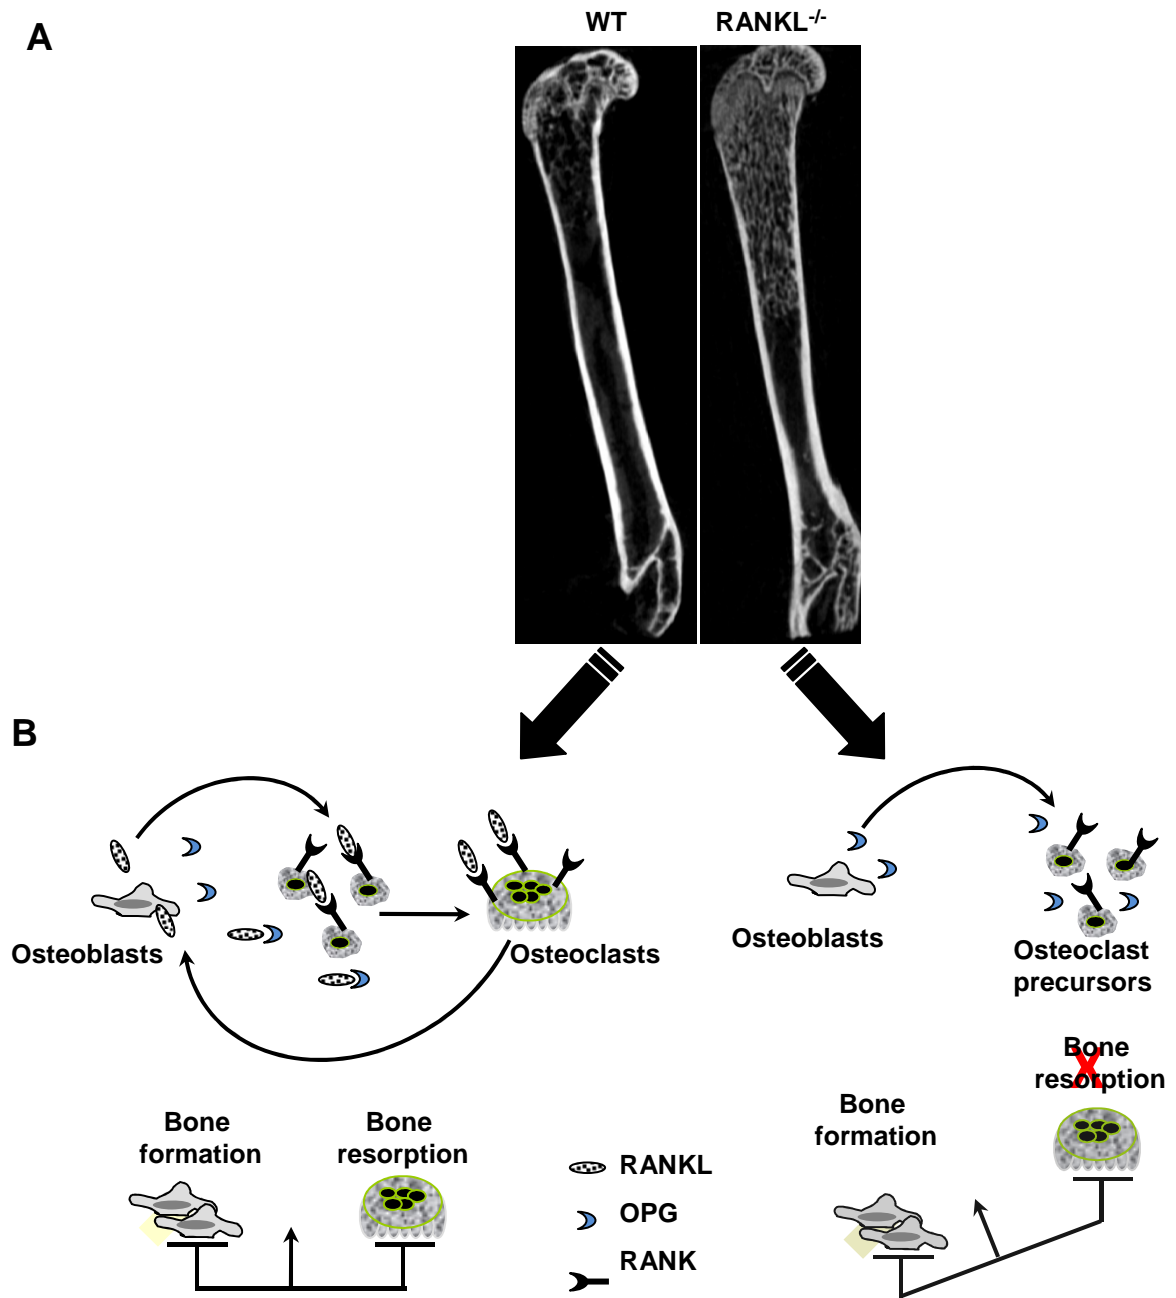 A
WT
RANKL-/-
B
Osteoblasts
Osteoclasts
Osteoblasts
Osteoclast
precursors
Bone
formation
Bone
resorption
RANKL
OPG
RANK
Bone
formation
Bone
resorption